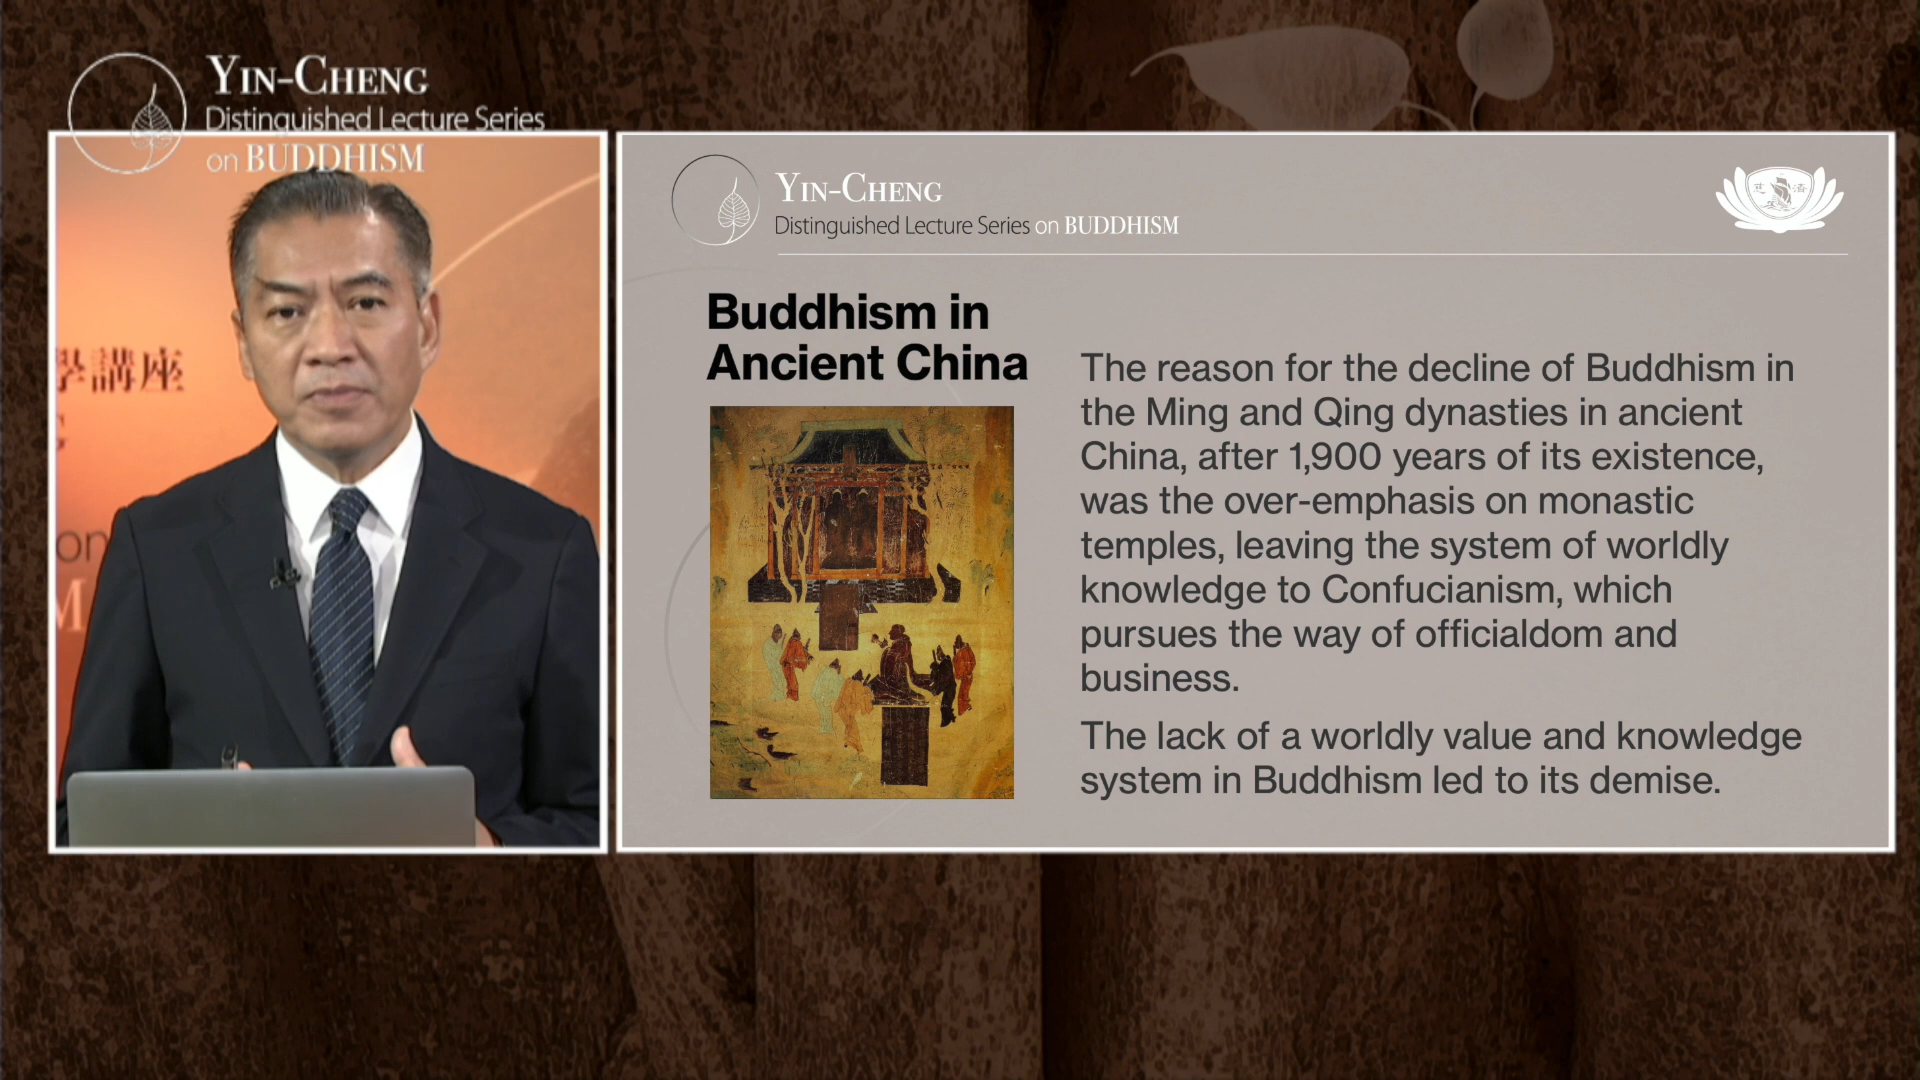 YIN-CHENG
Distinguished Lecture Series
on BUDDHISM
學講座
on
M
YIN-CHENG
Distinguished Lecture Series on BUDDHISM
Buddhism in
Ancient China
The reason for the decline of Buddhism in
the Ming and Qing dynasties in ancient
China, after 1,900 years of its existence,
was the over-emphasis on monastic
temples, leaving the system of worldly
knowledge to Confucianism, which
pursues the way of officialdom and
business.
The lack of a worldly value and knowledge
system in Buddhism led to its demise.